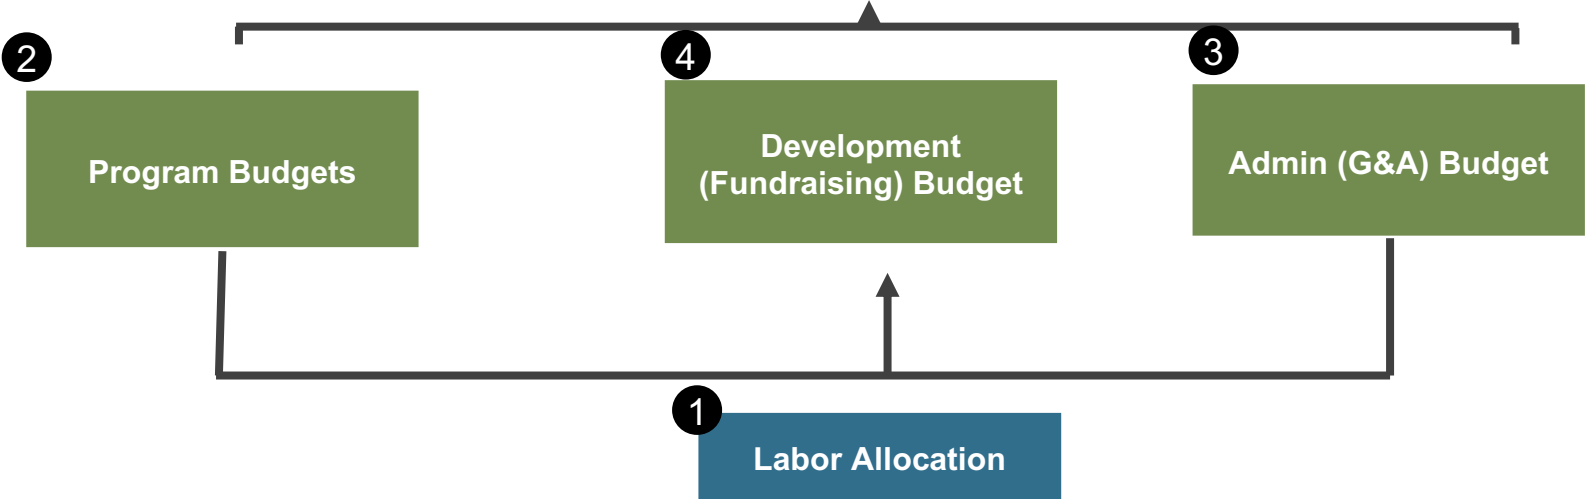 2
4
3
Program Budgets
Development
(Fundraising) Budget
Admin (G&A) Budget
1
Labor Allocation